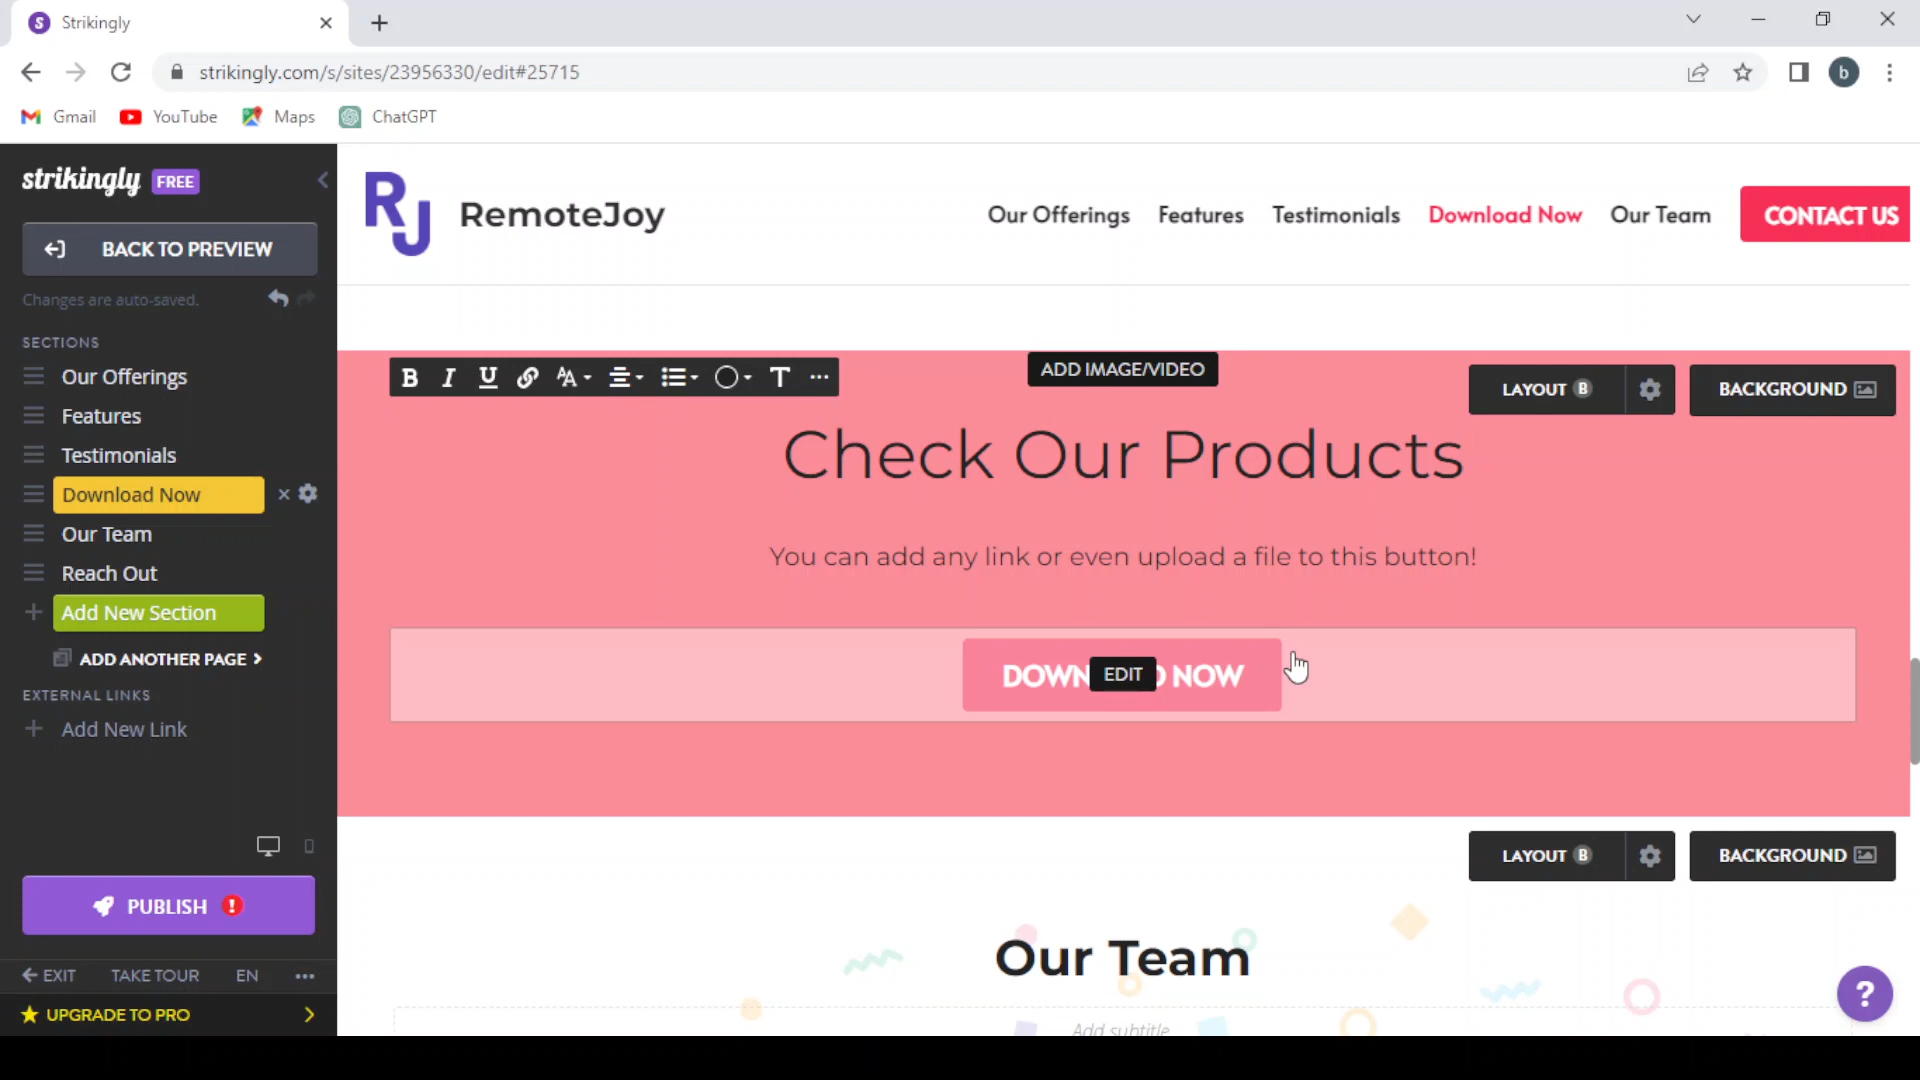 Strikingly
strikingly.com/s/sites/23956330/edit#25715
b
Gmail YouTube Maps ChatGPT
strikingly FREE
BACK TO PREVIEW
Changes are auto-saved.
SECTIONS
Our Offerings
Features
Testimonials
Download Now
Our Team
Reach Out
Add New Section
ADD ANOTHER PAGE
EXTERNAL LINKS
Add New Link
PUBLISH !
EXIT TAKE TOUR EN
UPGRADE TO PRO
RJ RemoteJoy Our Offerings Features Testimonials Download Now Our Team CONTACT US
B I U AA T
ADD IMAGE/VIDEO
LAYOUT B BACKGROUND
Check Our Products
You can add any link or even upload a file to this button!
DOWN EDIT NOW
LAYOUT B BACKGROUND
Our Team
Add subtitle
?